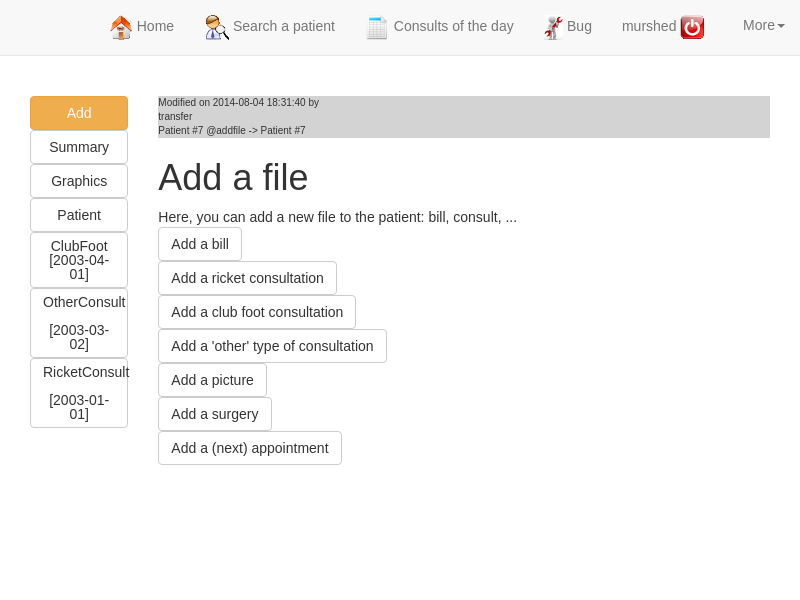 Home
Search a patient
Consults of the day
Bug
murshed
More
Add
Summary
Graphics
Patient
ClubFoot
[2003-04-
01]
OtherConsult
[2003-03-
02]
RicketConsult
[2003-01-
01]
Modified on 2014-08-04 18:31:40 by
transfer
Patient #7 @addfile -> Patient #7
Add a file
Here, you can add a new file to the patient: bill, consult, ...
Add a bill
Add a ricket consultation
Add a club foot consultation
Add a 'other' type of consultation
Add a picture
Add a surgery
Add a (next) appointment